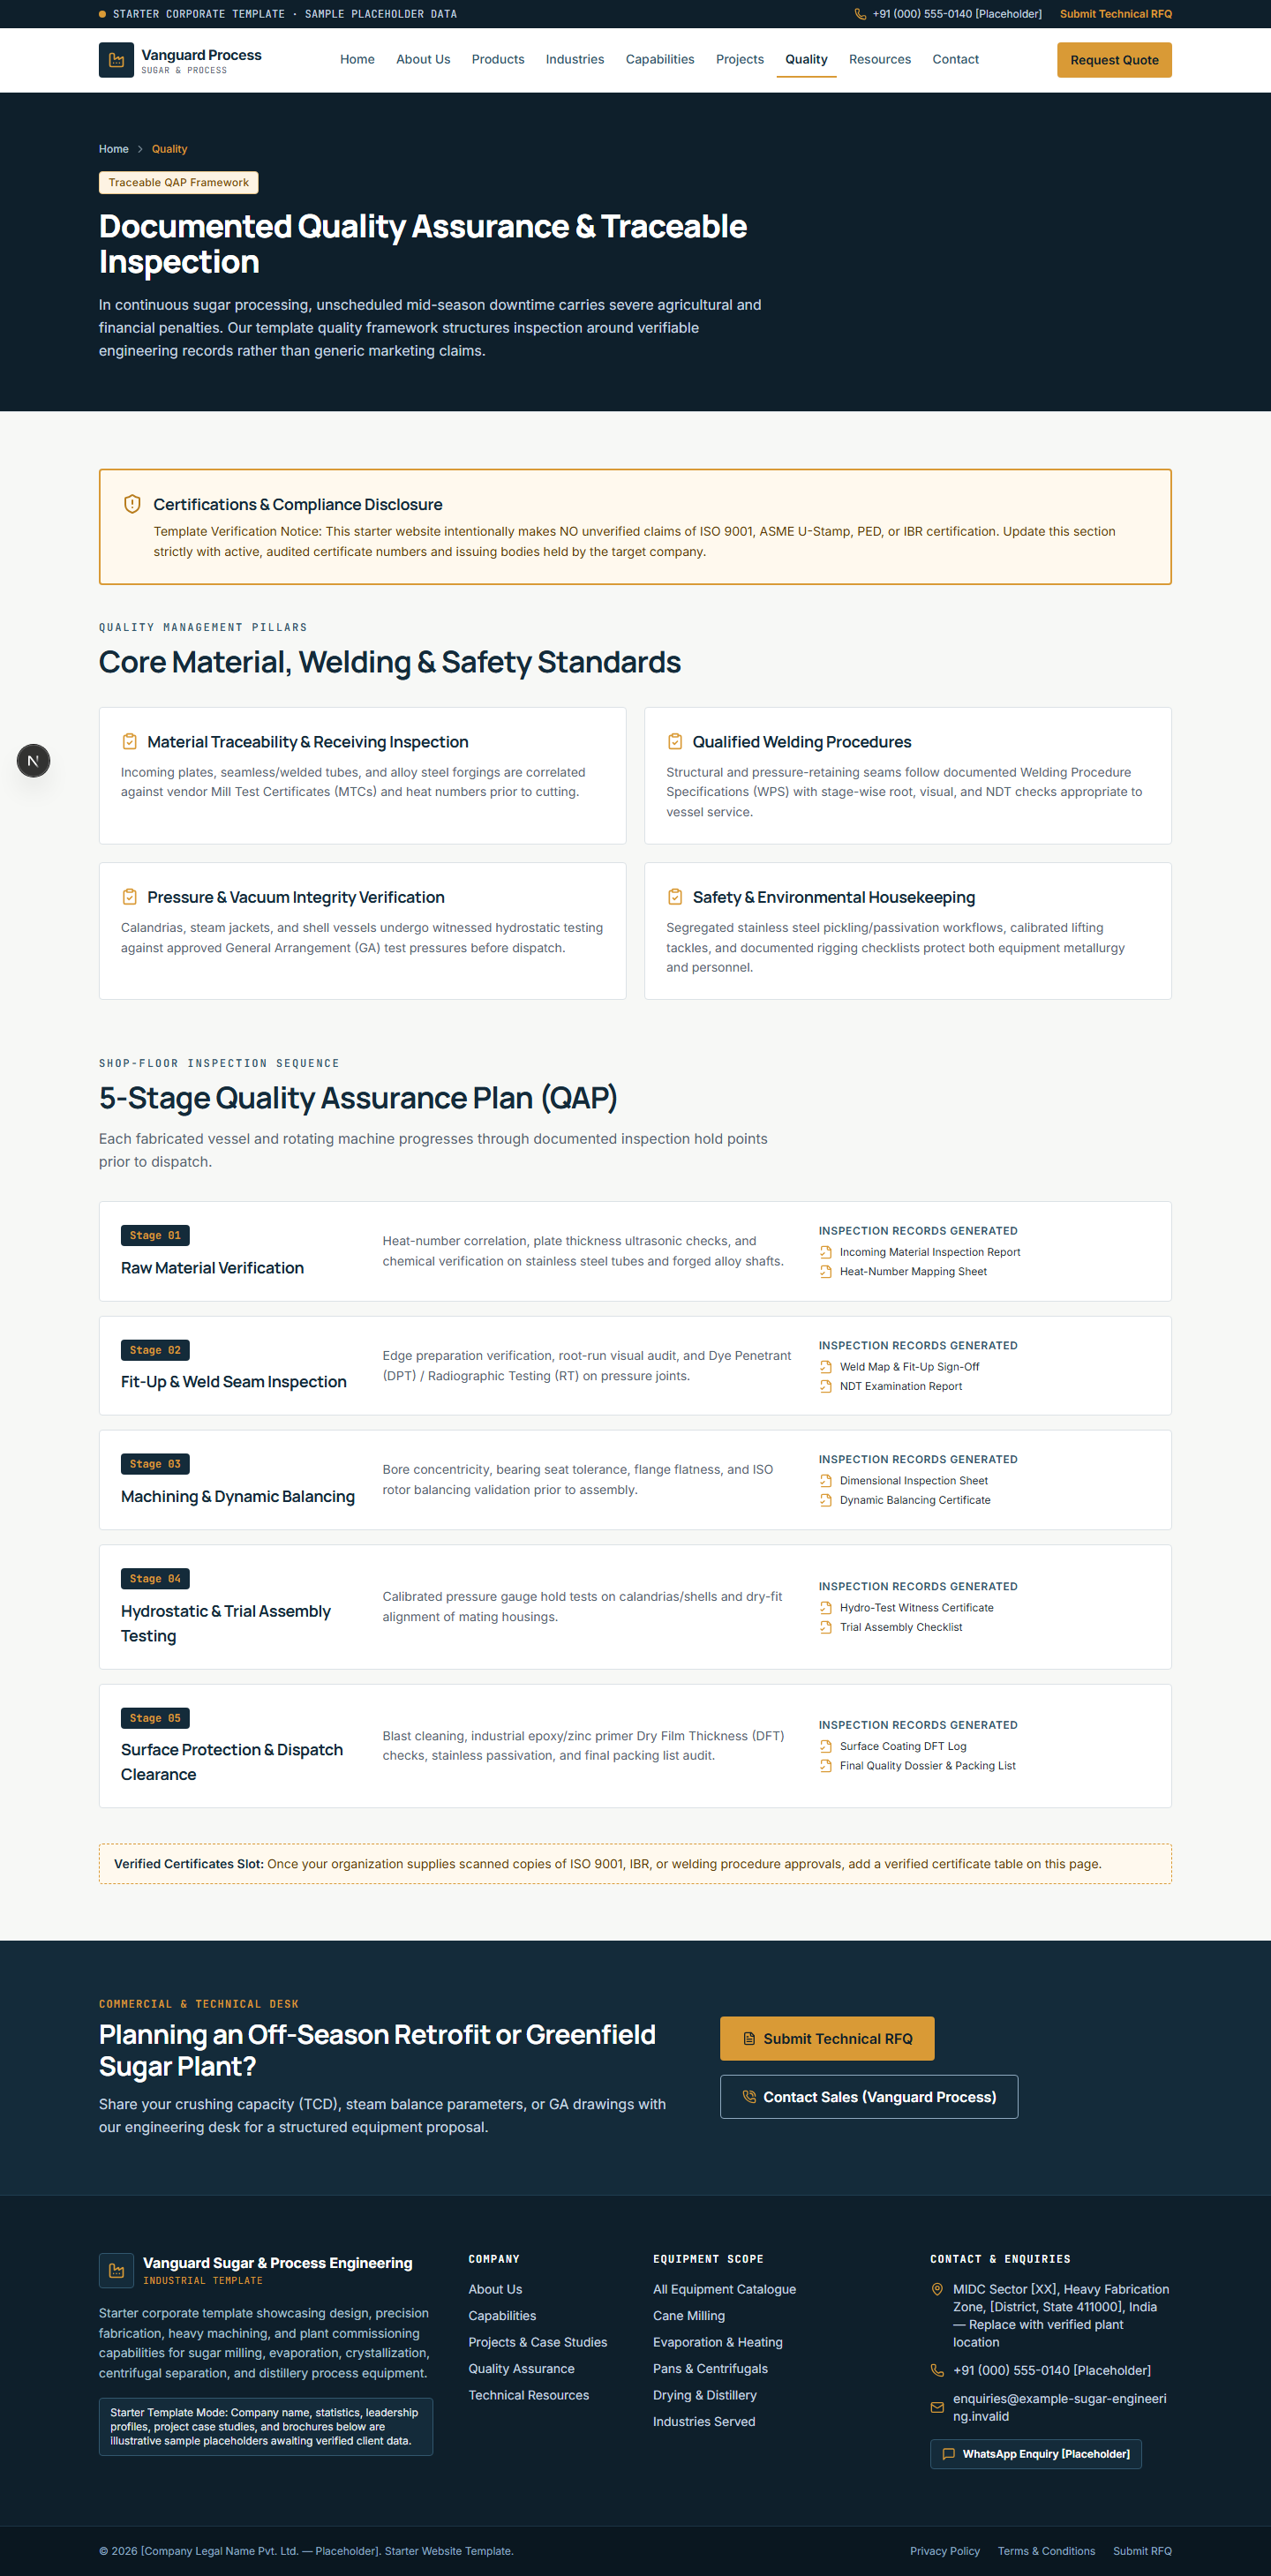 STARTER CORPORATE TEMPLATE · SAMPLE PLACEHOLDER DATA
+91 (000) 555-0140 [Placeholder]
Submit Technical RFQ
Vanguard Process
SUGAR & PROCESS
Home
About Us
Products
Industries
Capabilities
Projects
Quality
Resources
Contact
Request Quote
Home
Quality
Traceable QAP Framework
Documented Quality Assurance & Traceable
Inspection
In continuous sugar processing, unscheduled mid-season downtime carries severe agricultural and
financial penalties. Our template quality framework structures inspection around verifiable
engineering records rather than generic marketing claims.
Certifications & Compliance Disclosure
Template Verification Notice: This starter website intentionally makes NO unverified claims of ISO 9001, ASME U-Stamp, PED, or IBR certification. Update this section
strictly with active, audited certificate numbers and issuing bodies held by the target company.
QUALITY MANAGEMENT PILLARS
Core Material, Welding & Safety Standards
Material Traceability & Receiving Inspection
Incoming plates, seamless/welded tubes, and alloy steel forgings are correlated
against vendor Mill Test Certificates (MTCs) and heat numbers prior to cutting.
Qualified Welding Procedures
Structural and pressure-retaining seams follow documented Welding Procedure
Specifications (WPS) with stage-wise root, visual, and NDT checks appropriate to
vessel service.
N
Pressure & Vacuum Integrity Verification
Calandrias, steam jackets, and shell vessels undergo witnessed hydrostatic testing
against approved General Arrangement (GA) test pressures before dispatch.
Safety & Environmental Housekeeping
Segregated stainless steel pickling/passivation workflows, calibrated lifting
tackles, and documented rigging checklists protect both equipment metallurgy
and personnel.
SHOP-FLOOR INSPECTION SEQUENCE
5-Stage Quality Assurance Plan (QAP)
Each fabricated vessel and rotating machine progresses through documented inspection hold points
prior to dispatch.
Stage 01
Raw Material Verification
Heat-number correlation, plate thickness ultrasonic checks, and
chemical verification on stainless steel tubes and forged alloy shafts.
INSPECTION RECORDS GENERATED
Incoming Material Inspection Report
Heat-Number Mapping Sheet
Stage 02
Fit-Up & Weld Seam Inspection
Edge preparation verification, root-run visual audit, and Dye Penetrant
(DPT) / Radiographic Testing (RT) on pressure joints.
INSPECTION RECORDS GENERATED
Weld Map & Fit-Up Sign-Off
NDT Examination Report
Stage 03
Machining & Dynamic Balancing
Bore concentricity, bearing seat tolerance, flange flatness, and ISO
rotor balancing validation prior to assembly.
INSPECTION RECORDS GENERATED
Dimensional Inspection Sheet
Dynamic Balancing Certificate
Stage 04
Hydrostatic & Trial Assembly
Testing
Calibrated pressure gauge hold tests on calandrias/shells and dry-fit
alignment of mating housings.
INSPECTION RECORDS GENERATED
Hydro-Test Witness Certificate
Trial Assembly Checklist
Stage 05
Surface Protection & Dispatch
Clearance
Blast cleaning, industrial epoxy/zinc primer Dry Film Thickness (DFT)
checks, stainless passivation, and final packing list audit.
INSPECTION RECORDS GENERATED
Surface Coating DFT Log
Final Quality Dossier & Packing List
Verified Certificates Slot: Once your organization supplies scanned copies of ISO 9001, IBR, or welding procedure approvals, add a verified certificate table on this page.
COMMERCIAL & TECHNICAL DESK
Planning an Off-Season Retrofit or Greenfield
Sugar Plant?
Share your crushing capacity (TCD), steam balance parameters, or GA drawings with
our engineering desk for a structured equipment proposal.
Submit Technical RFQ
Contact Sales (Vanguard Process)
Vanguard Sugar & Process Engineering
INDUSTRIAL TEMPLATE
Starter corporate template showcasing design, precision
fabrication, heavy machining, and plant commissioning
capabilities for sugar milling, evaporation, crystallization,
centrifugal separation, and distillery process equipment.
Starter Template Mode: Company name, statistics, leadership
profiles, project case studies, and brochures below are
illustrative sample placeholders awaiting verified client data.
COMPANY
About Us
Capabilities
Projects & Case Studies
Quality Assurance
Technical Resources
EQUIPMENT SCOPE
All Equipment Catalogue
Cane Milling
Evaporation & Heating
Pans & Centrifugals
Drying & Distillery
Industries Served
CONTACT & ENQUIRIES
MIDC Sector [XX], Heavy Fabrication
Zone, [District, State 411000], India
— Replace with verified plant
location
+91 (000) 555-0140 [Placeholder]
enquiries@example-sugar-engineeri
ng.invalid
WhatsApp Enquiry [Placeholder]
© 2026 [Company Legal Name Pvt. Ltd. — Placeholder]. Starter Website Template.
Privacy Policy
Terms & Conditions
Submit RFQ